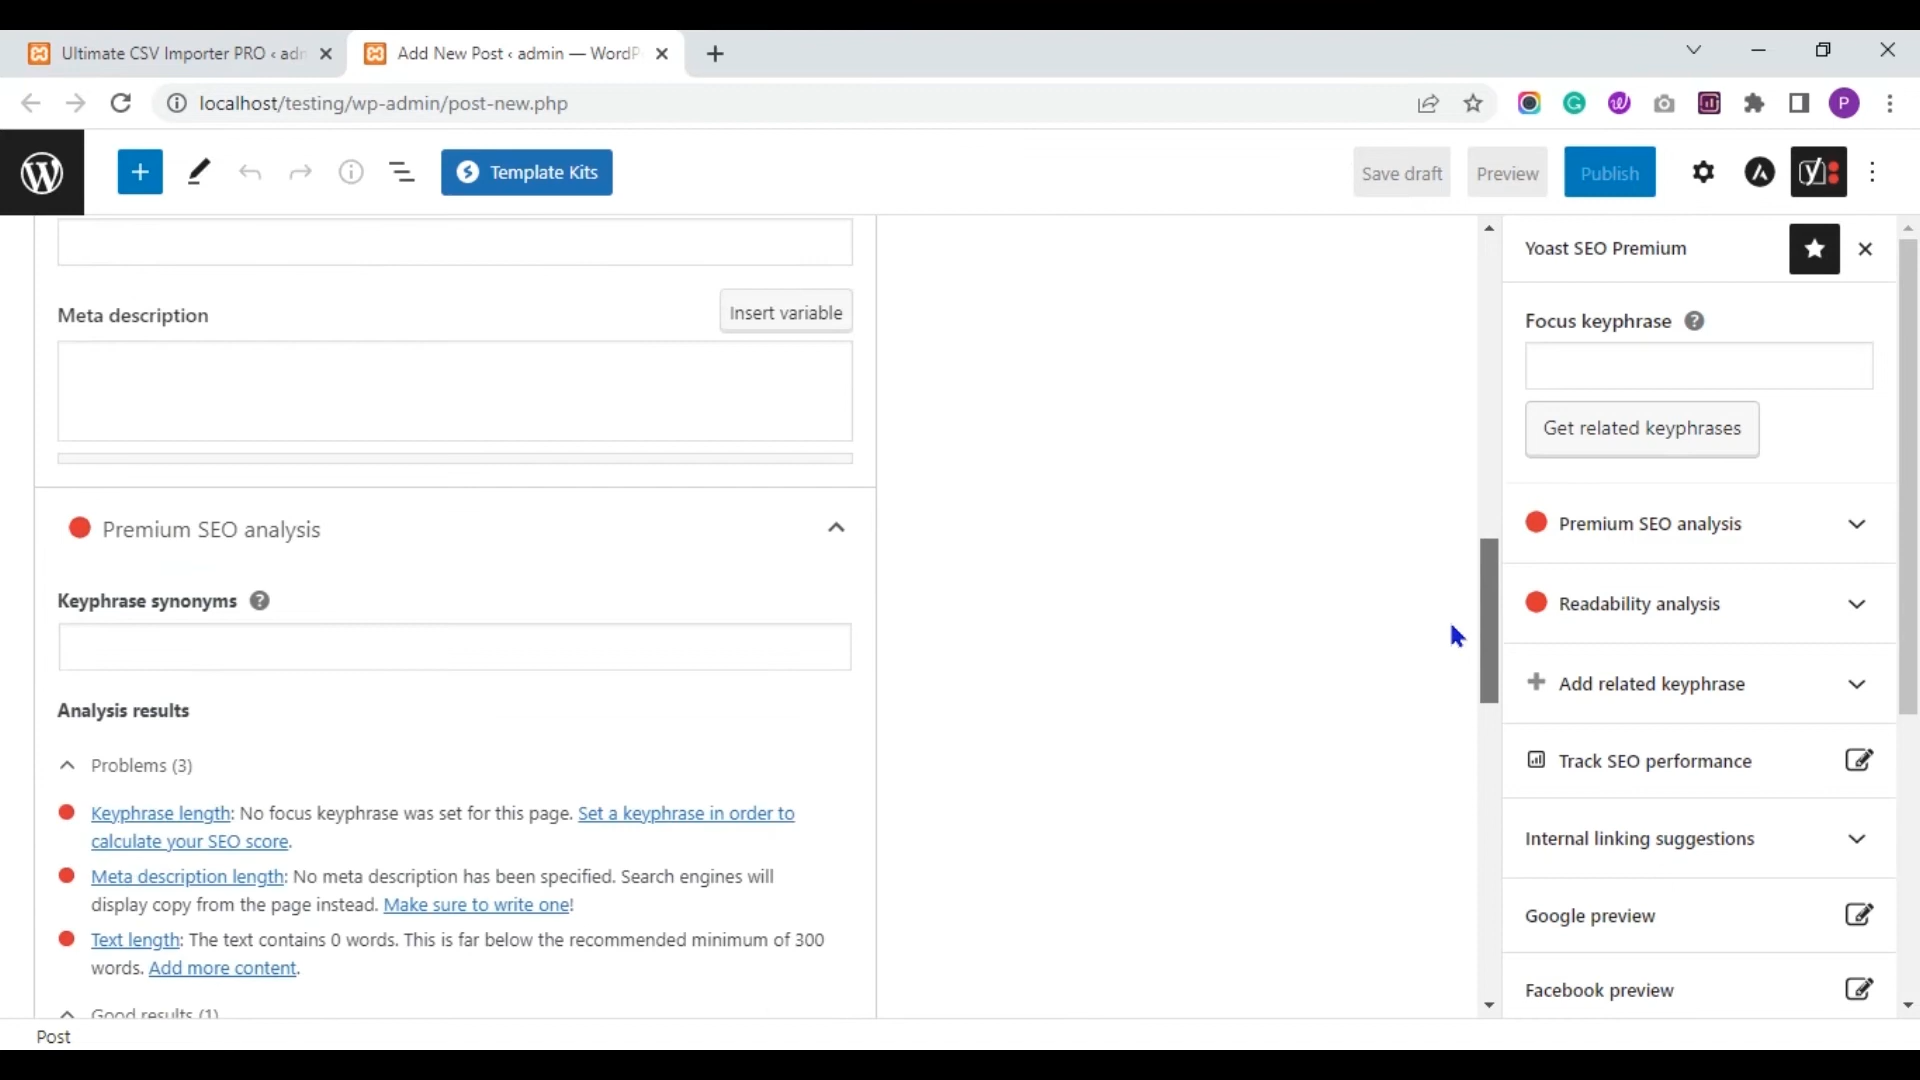 Ultimate CSV Importer PRO ‹ adr
Add New Post ‹ admin — WordP
localhost/testing/wp-admin/post-new.php
P
Template Kits
Save draft
Preview
Publish
Yoast SEO Premium
Meta description
Insert variable
Focus keyphrase
Get related keyphrases
Premium SEO analysis
Premium SEO analysis
Keyphrase synonyms
Readability analysis
Add related keyphrase
Analysis results
Problems (3)
Track SEO performance
Keyphrase length: No focus keyphrase was set for this page. Set a keyphrase in order to
calculate your SEO score.
Internal linking suggestions
Meta description length: No meta description has been specified. Search engines will
display copy from the page instead. Make sure to write one!
Google preview
Text length: The text contains 0 words. This is far below the recommended minimum of 300
words. Add more content.
Facebook preview
Good results (1)
Post